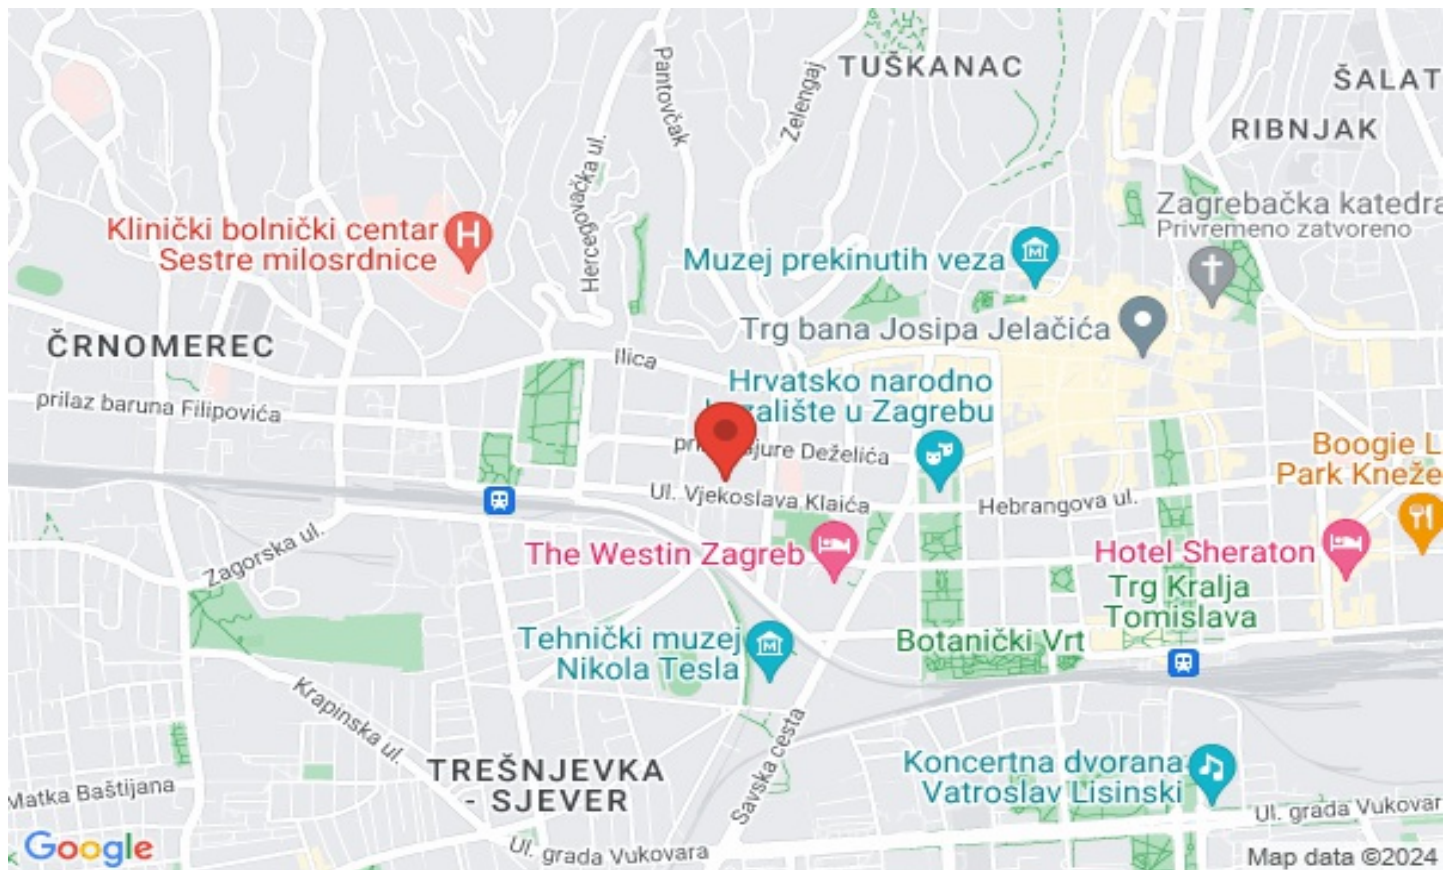 TUŠKANAC
ŠALAT
RIBNJAK
Pantovčak
Zelengaj
Hercegovačka ul.
Zagrebačka katedra
Privremeno zatvoreno
Klinički bolnički centar
Sestre milosrdnice
Muzej prekinutih veza
Trg bana Josipa Jelačića
ČRNOMEREC
Ilica
Hrvatsko narodno
u Zagrebu
prilaz baruna Filipovića
Deželića
Boogie L
Park Kneže
Ul. Vjekoslava Klaića
Hebrangova ul.
Zagorska ul.
The Westin Zagreb
Hotel Sheraton
Trg Kralja
Tomislava
Tehnički muzej
Nikola Tesla
Botanički Vrt
Krapinska ul.
Savska cesta
TREŠNJEVKA
- SJEVER
Koncertna dvorana
Vatroslav Lisinski
Matka Baštijana
Ul. grada Vukovar
Ul. grada Vukovara
Google
Map data ©2024